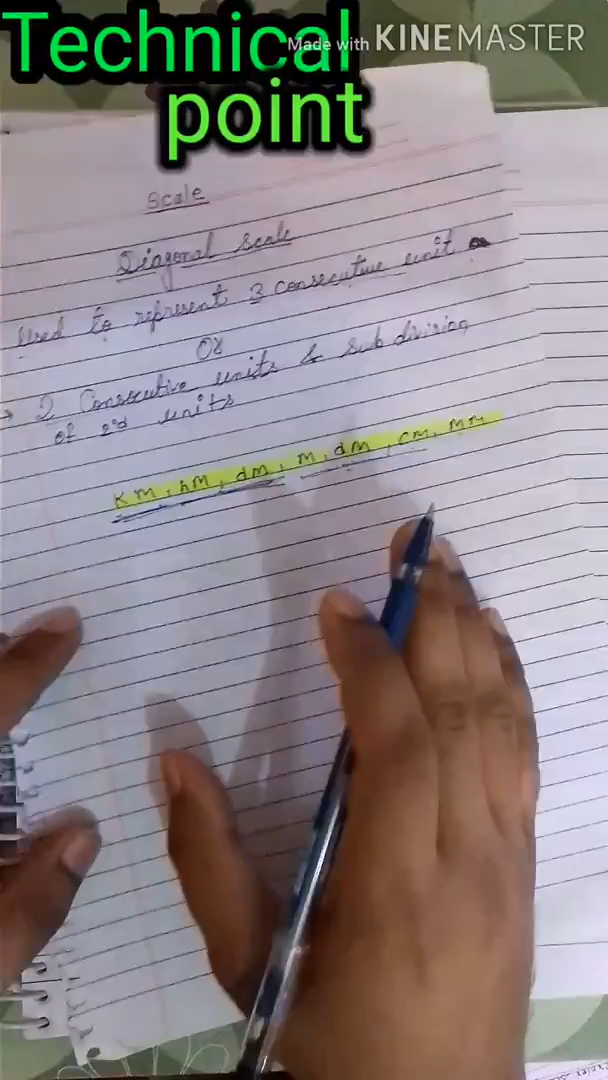 Technical
point
Made with KINEMASTER
Scale
Diagonal Scale
Used to represent 3 consecutive unit
Or
→ 2 Consecutive units & sub dividing
of 2nd units
KM, hM, dM, M, dM, CM, MM